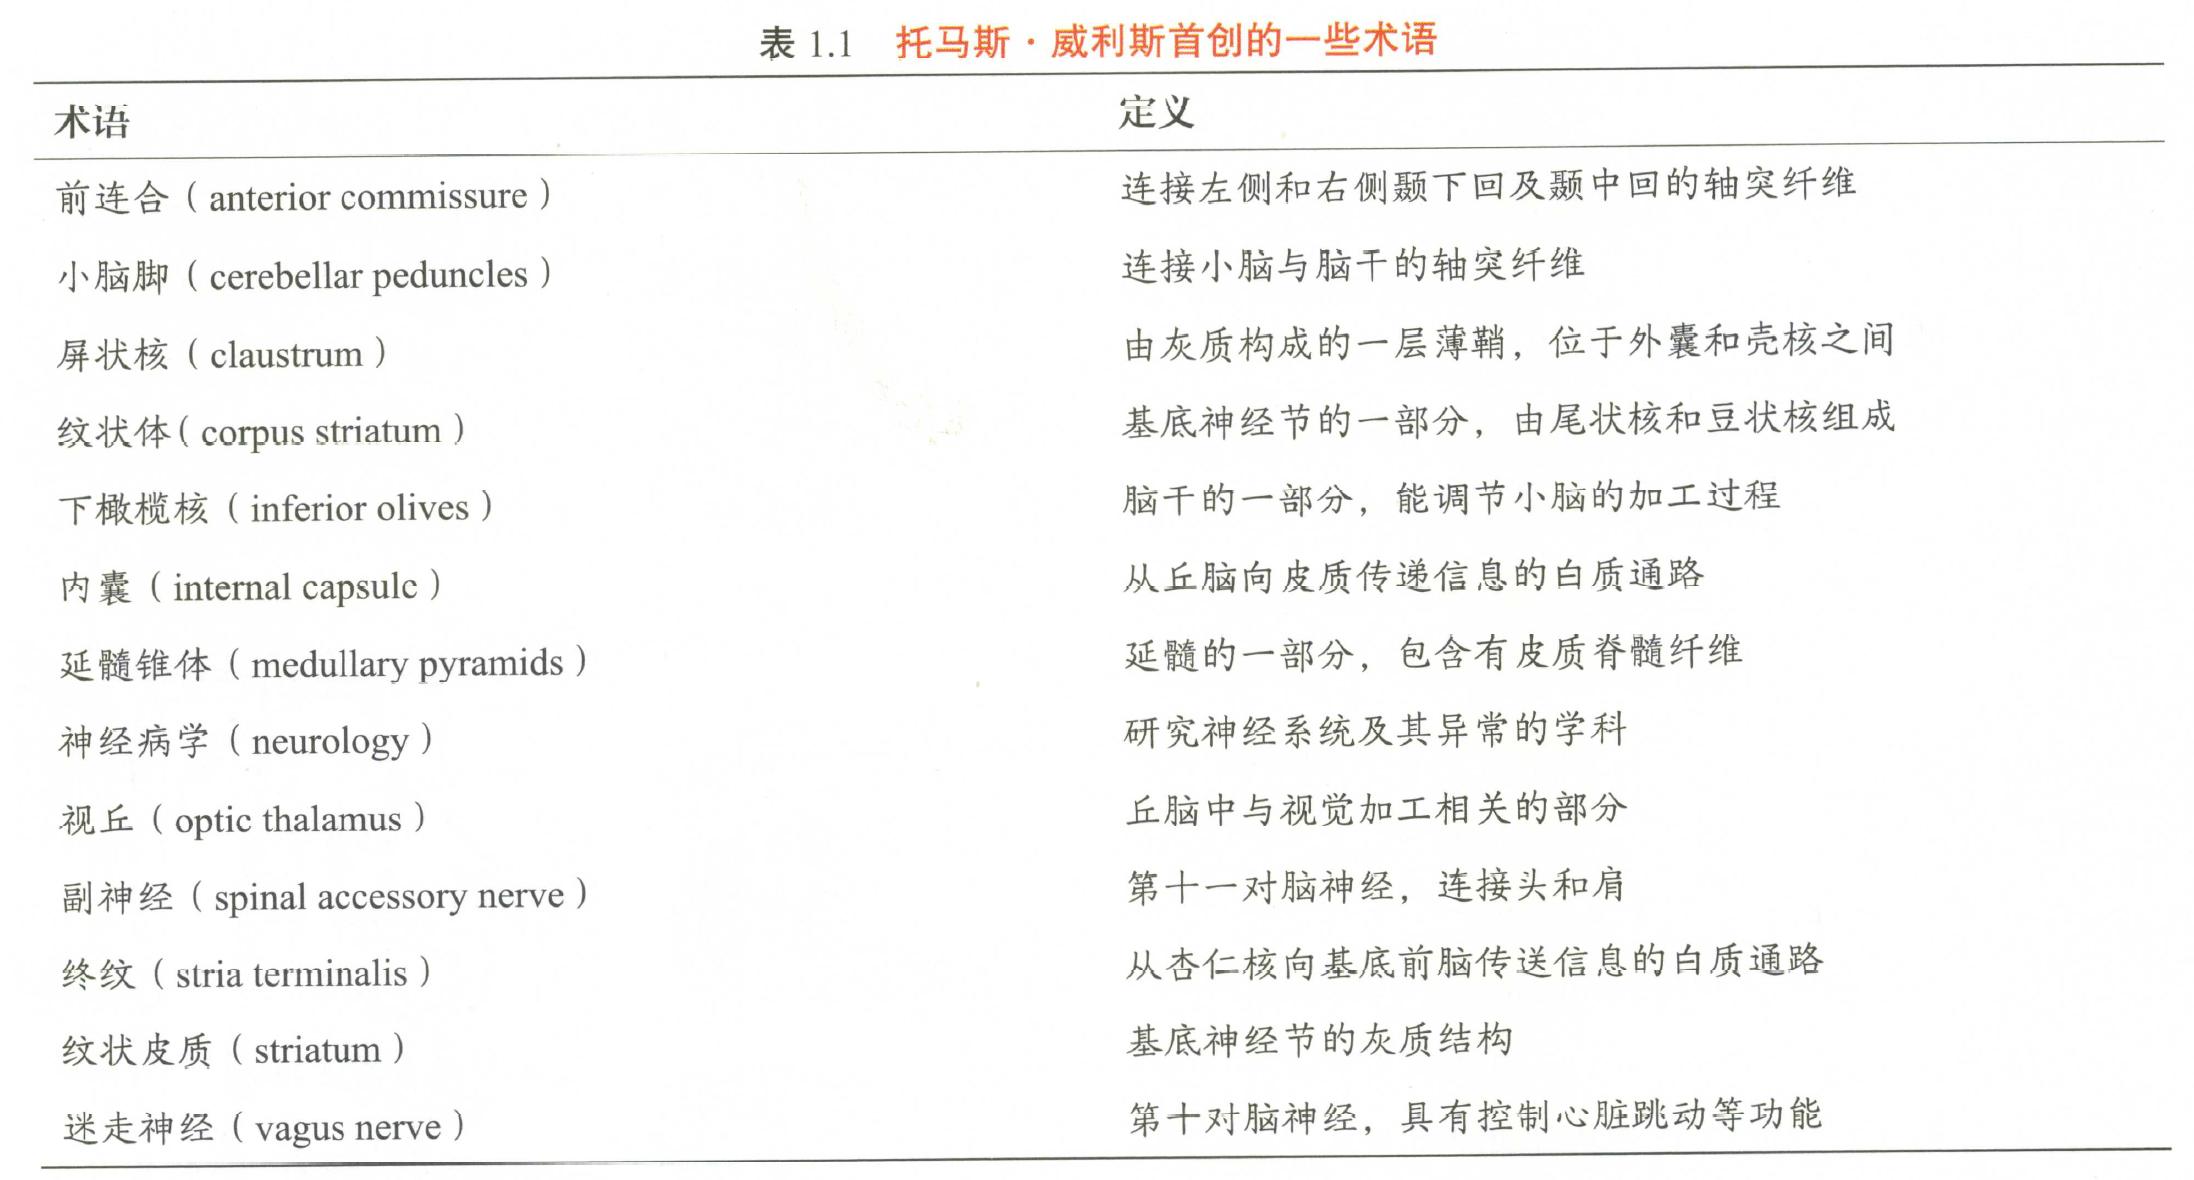 表 1.1 托马斯·威利斯首创的一些术语
术语 定义
前连合（anterior commissure） 连接左侧和右侧颞下回及颞中回的轴突纤维
小脑脚（cerebellar peduncles） 连接小脑与脑干的轴突纤维
屏状核（claustrum） 由灰质构成的一层薄鞘，位于外囊和壳核之间
纹状体（corpus striatum） 基底神经节的一部分，由尾状核和豆状核组成
下橄榄核（inferior olives） 脑干的一部分，能调节小脑的加工过程
内囊（internal capsule） 从丘脑向皮质传递信息的白质通路
延髓锥体（medullary pyramids） 延髓的一部分，包含有皮质脊髓纤维
神经病学（neurology） 研究神经系统及其异常的学科
视丘（optic thalamus） 丘脑中与视觉加工相关的部分
副神经（spinal accessory nerve） 第十一对脑神经，连接头和肩
终纹（stria terminalis） 从杏仁核向基底前脑传送信息的白质通路
纹状皮质（striatum） 基底神经节的灰质结构
迷走神经（vagus nerve） 第十对脑神经，具有控制心脏跳动等功能